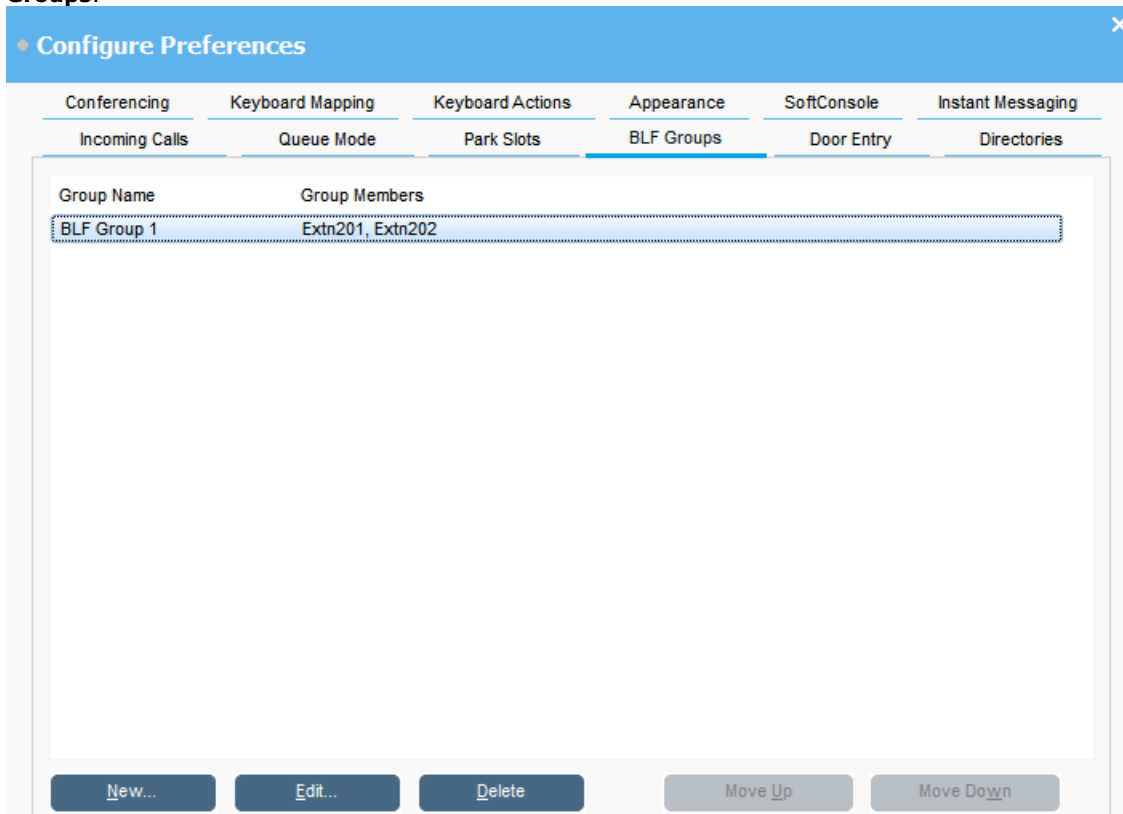 Groups.
Configure Preferences
Conferencing Keyboard Mapping Keyboard Actions Appearance SoftConsole Instant Messaging
Incoming Calls Queue Mode Park Slots BLF Groups Door Entry Directories
Group Name Group Members
BLF Group 1 Extn201, Extn202
New... Edit... Delete Move Up Move Down